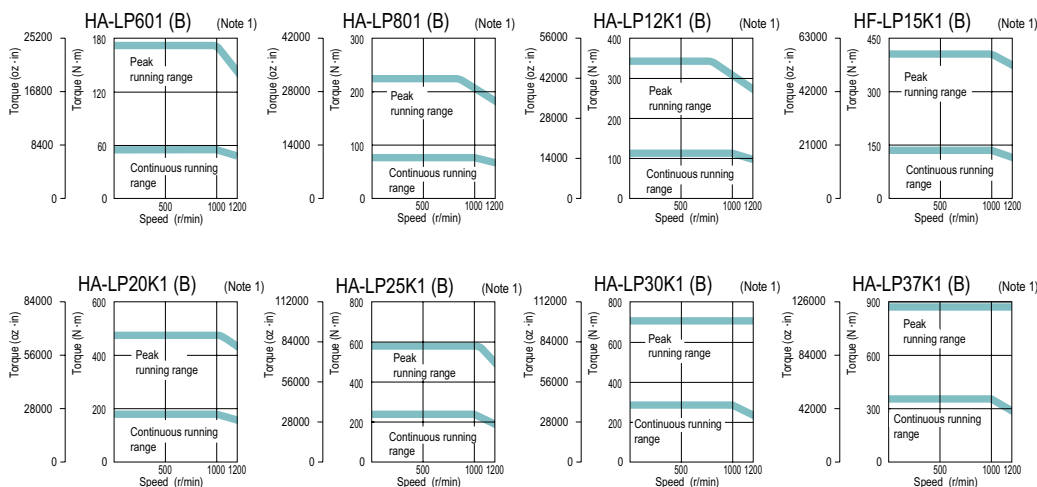 HA-LP601 (B) (Note 1)
Torque (oz · in)
25200
16800
8400
0
Torque (N · m)
180
120
60
0
Peak
running range
Continuous running
range
500
1000
1200
Speed (r/min)
HA-LP801 (B) (Note 1)
Torque (oz · in)
42000
28000
14000
0
Torque (N · m)
300
200
100
0
Peak
running range
Continuous running
range
500
1000
1200
Speed (r/min)
HA-LP12K1 (B) (Note 1)
Torque (oz · in)
56000
42000
28000
14000
0
Torque (N · m)
400
300
200
100
0
Peak
running range
Continuous running
range
500
1000
1200
Speed (r/min)
HF-LP15K1 (B) (Note 1)
Torque (oz · in)
63000
42000
21000
0
Torque (N · m)
450
300
150
0
Peak
running range
Continuous running
range
500
1000
1200
Speed (r/min)
HA-LP20K1 (B) (Note 1)
Torque (oz · in)
84000
56000
28000
0
Torque (N · m)
600
400
200
0
Peak
running range
Continuous running
range
500
1000
1200
Speed (r/min)
HA-LP25K1 (B) (Note 1)
Torque (oz · in)
112000
84000
56000
28000
0
Torque (N · m)
800
600
400
200
0
Peak
running range
Continuous running
range
500
1000
1200
Speed (r/min)
HA-LP30K1 (B) (Note 1)
Torque (oz · in)
112000
84000
56000
28000
0
Torque (N · m)
800
600
400
200
0
Peak
running range
Continuous running
range
500
1000
1200
Speed (r/min)
HA-LP37K1 (B) (Note 1)
Torque (oz · in)
126000
84000
42000
0
Torque (N · m)
900
600
300
0
Peak
running range
Continuous running
range
500
1000
1200
Speed (r/min)